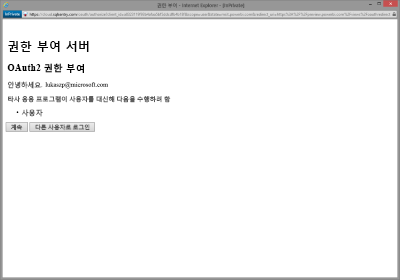 권한 부여 - Internet Explorer - [InPrivate]
InPrivate
권한 부여 서버
OAuth2 권한 부여
안녕하세요. lukaszp@microsoft.com
타사 응용 프로그램이 사용자를 대신해 다음을 수행하려 함
• 사용자
계속 다른 사용자로 로그인